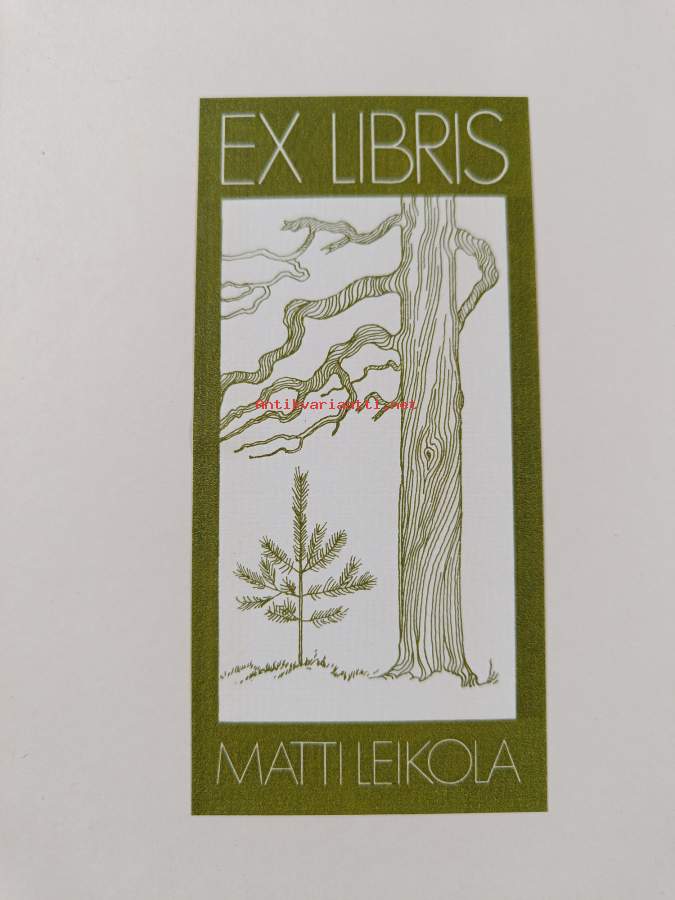 EX LIBRIS
Antikvariaatti.net
MATTI LEIKOLA